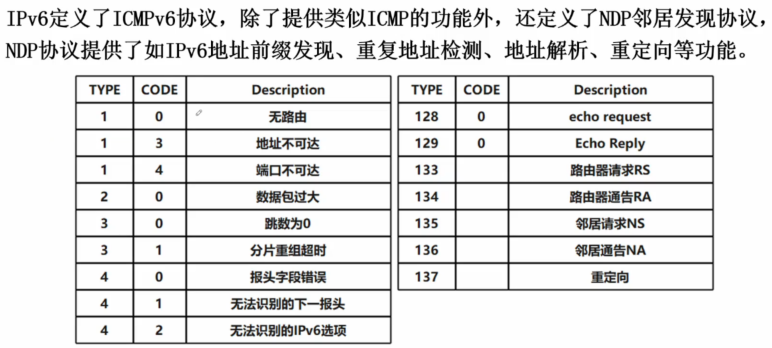 IPv6定义了ICMPv6协议，除了提供类似ICMP的功能外，还定义了NDP邻居发现协议，
NDP协议提供了如IPv6地址前缀发现、重复地址检测、地址解析、重定向等功能。
TYPE CODE Description
1 0 无路由
1 3 地址不可达
1 4 端口不可达
2 0 数据包过大
3 0 跳数为0
3 1 分片重组超时
4 0 报头字段错误
4 1 无法识别的下一报头
4 2 无法识别的IPv6选项
TYPE CODE Description
128 0 echo request
129 0 Echo Reply
133 路由器请求RS
134 路由器通告RA
135 邻居请求NS
136 邻居通告NA
137 重定向